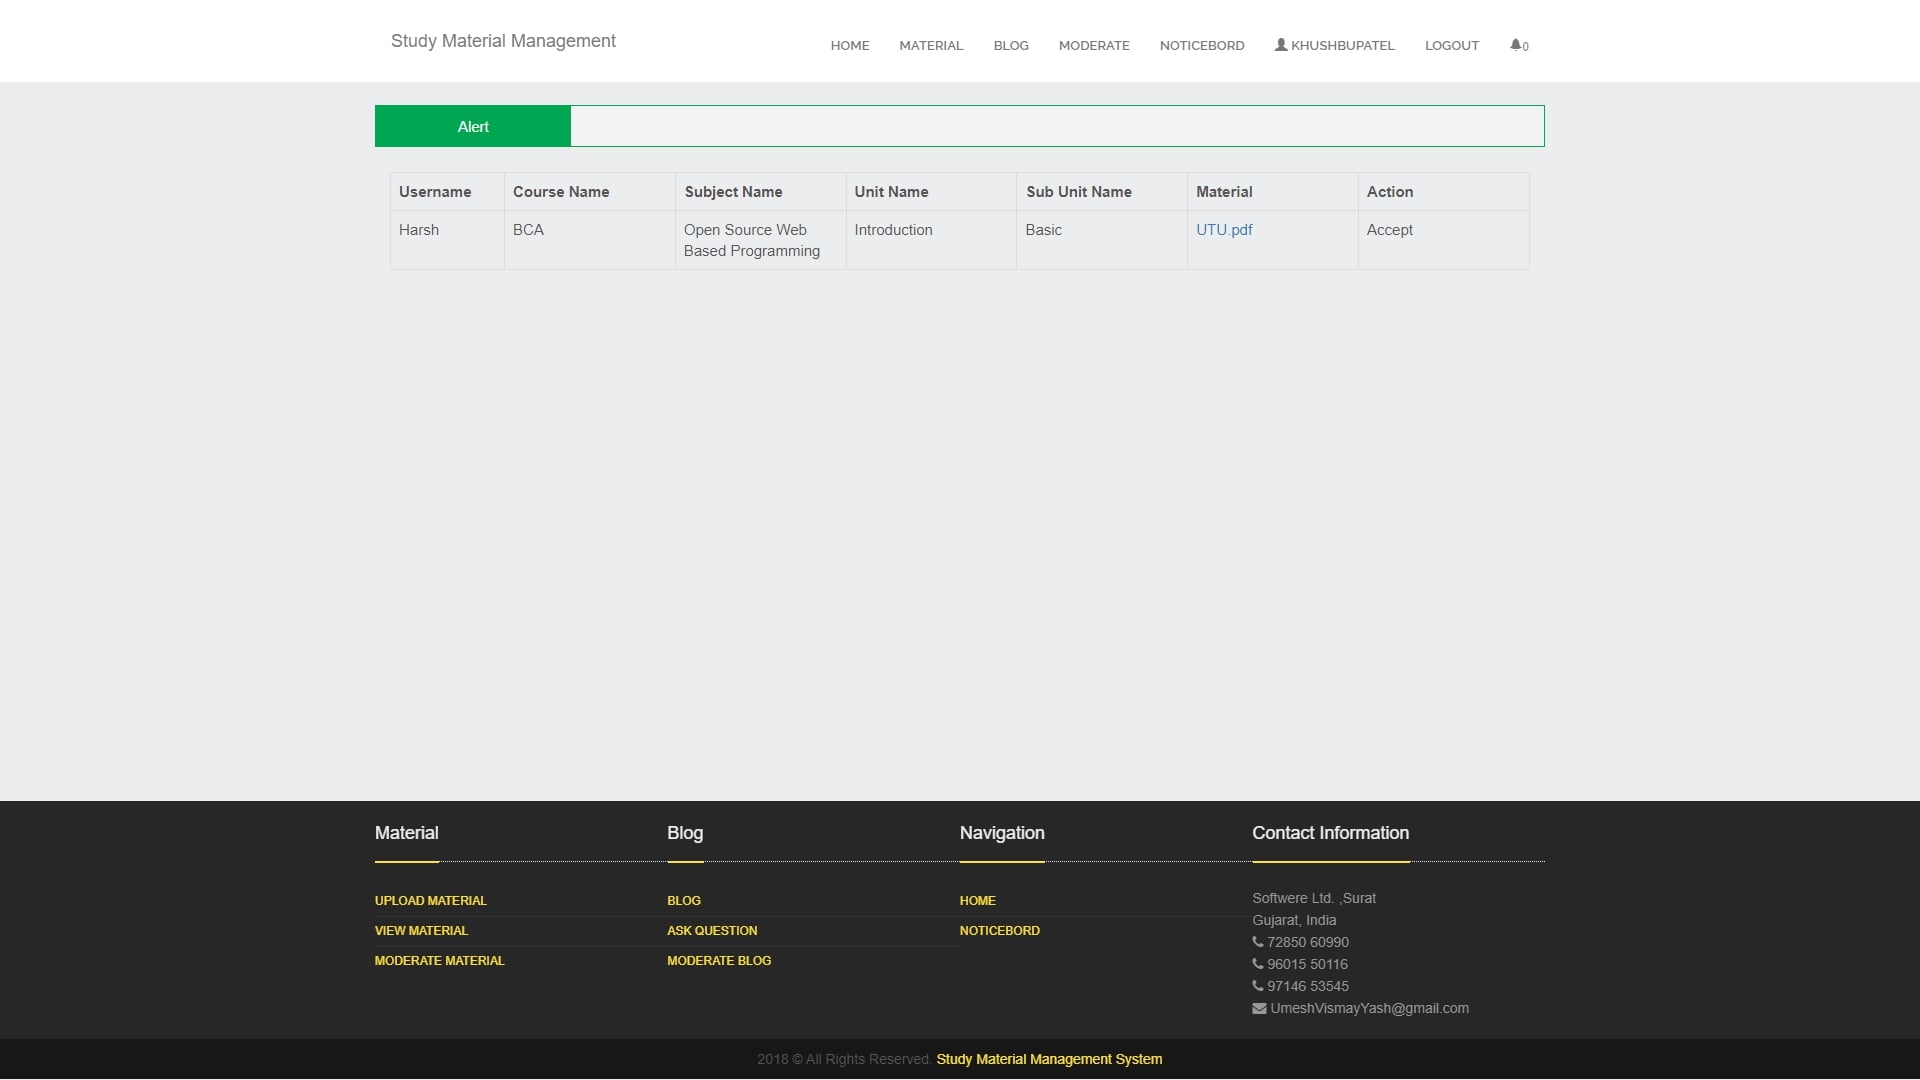 Study Material Management
HOME MATERIAL BLOG MODERATE NOTICEBORD KHUSHBUPATEL LOGOUT 0
Alert
Username Course Name Subject Name Unit Name Sub Unit Name Material Action
Harsh BCA Open Source Web Introduction Basic UTU.pdf Accept
Based Programming
Material Blog Navigation Contact Information
UPLOAD MATERIAL BLOG HOME Softwere Ltd. ,Surat
Gujarat, India
VIEW MATERIAL ASK QUESTION NOTICEBORD 72850 60990
MODERATE MATERIAL MODERATE BLOG 96015 50116
97146 53545
UmeshVismayYash@gmail.com
2018 © All Rights Reserved. Study Material Management System